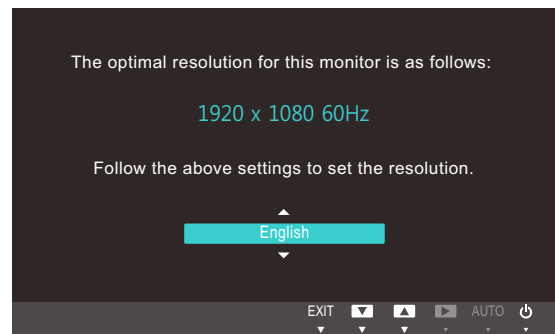 The optimal resolution for this monitor is as follows:
1920 x 1080 60Hz
Follow the above settings to set the resolution.
English
EXIT AUTO